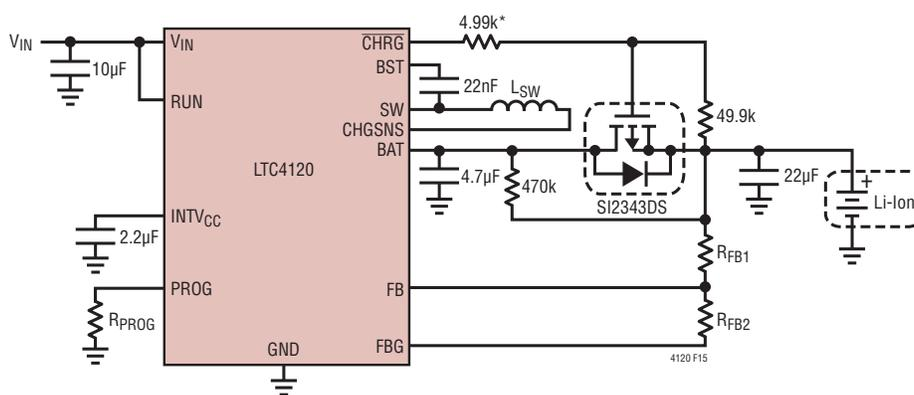 4.99k*
VIN
VIN
CHRG
10µF
BST
22nF
LSW
RUN
SW
49.9k
CHGSNS
BAT
LTC4120
4.7µF
470k
22µF
+
Li-Ion
SI2343DS
INTVCC
2.2µF
RFB1
PROG
FB
RPROG
RFB2
GND
FBG
4120 F15